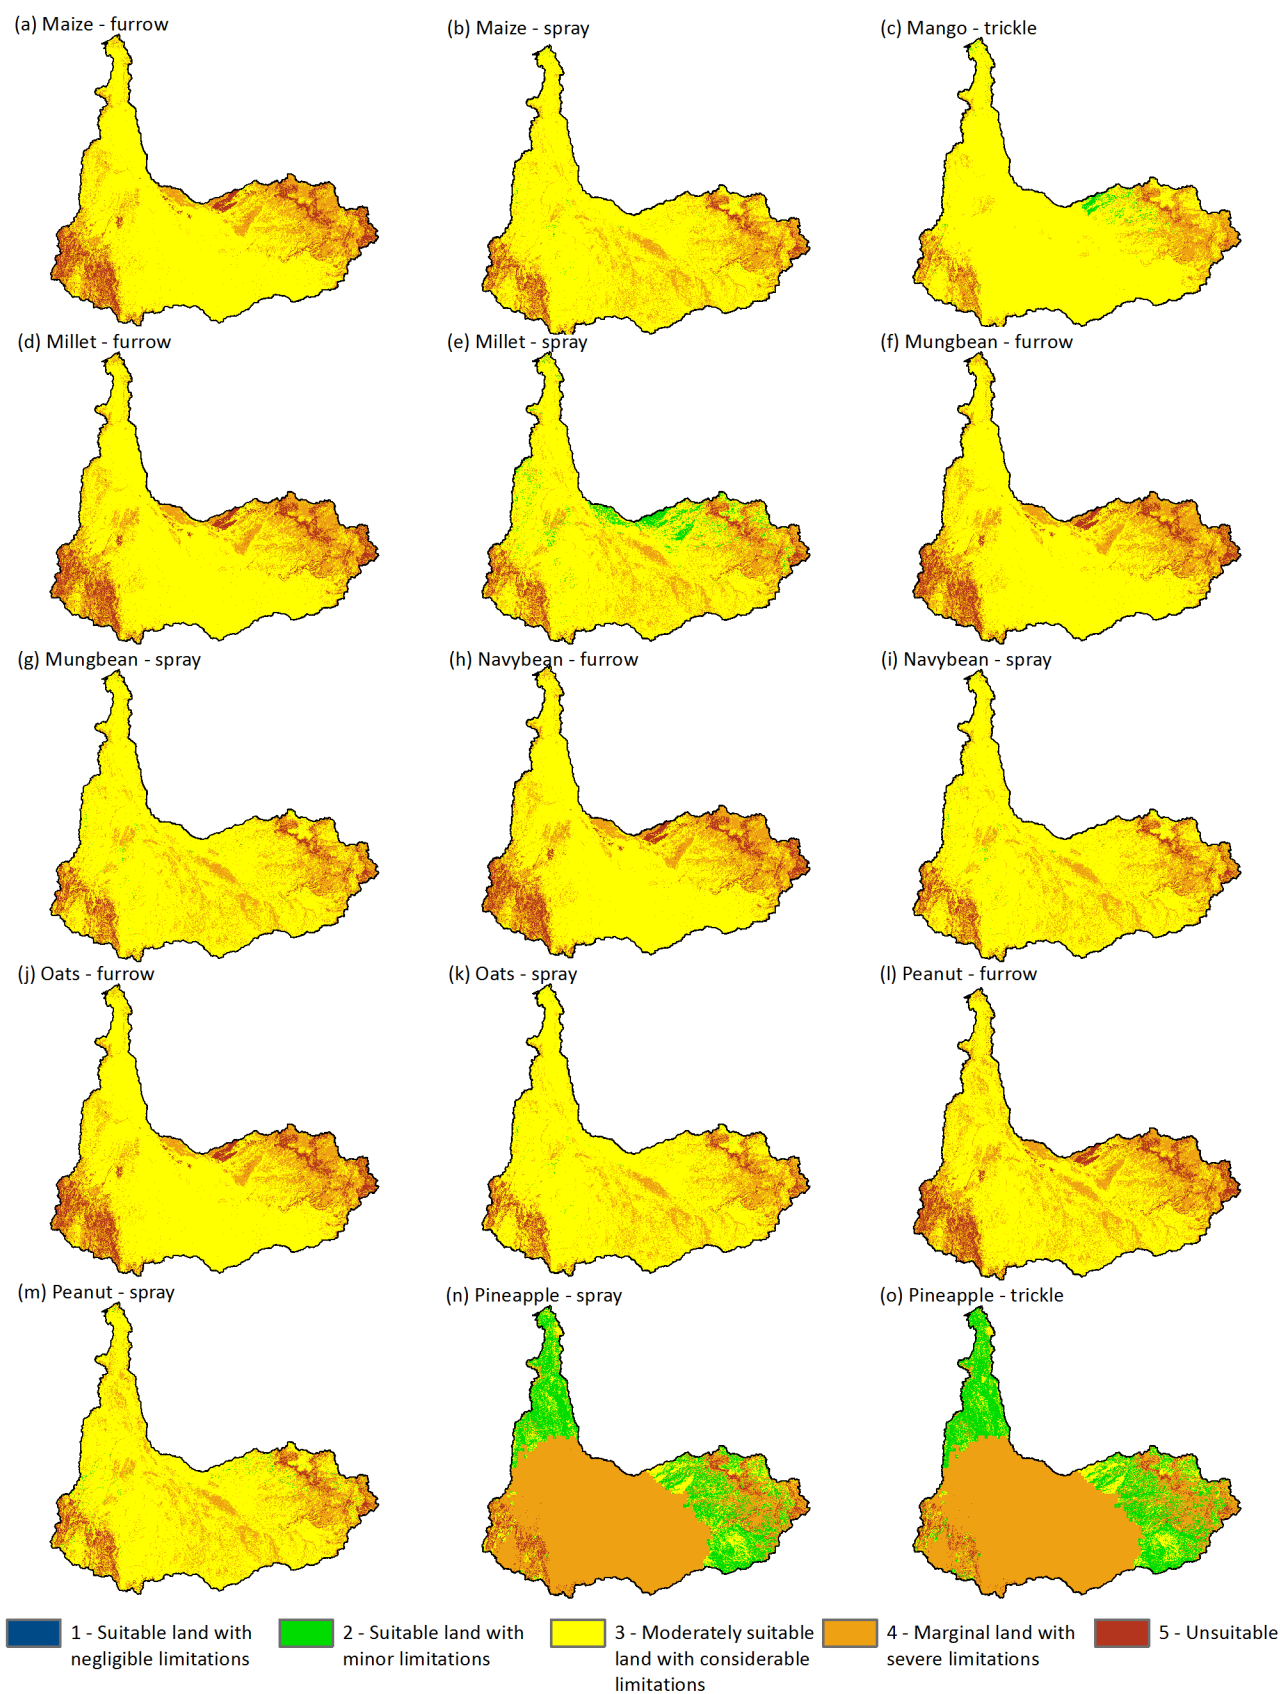 (a) Maize - furrow
(b) Maize - spray
(c) Mango - trickle
(d) Millet - furrow
(e) Millet - spray
(f) Mungbean - furrow
(g) Mungbean - spray
(h) Navybean - furrow
(i) Navybean - spray
(j) Oats - furrow
(k) Oats - spray
(l) Peanut - furrow
(m) Peanut - spray
(n) Pineapple - spray
(o) Pineapple - trickle
1 - Suitable land with
negligible limitations
2 - Suitable land with
minor limitations
3 - Moderately suitable
land with considerable
limitations
4 - Marginal land with
severe limitations
5 - Unsuitable